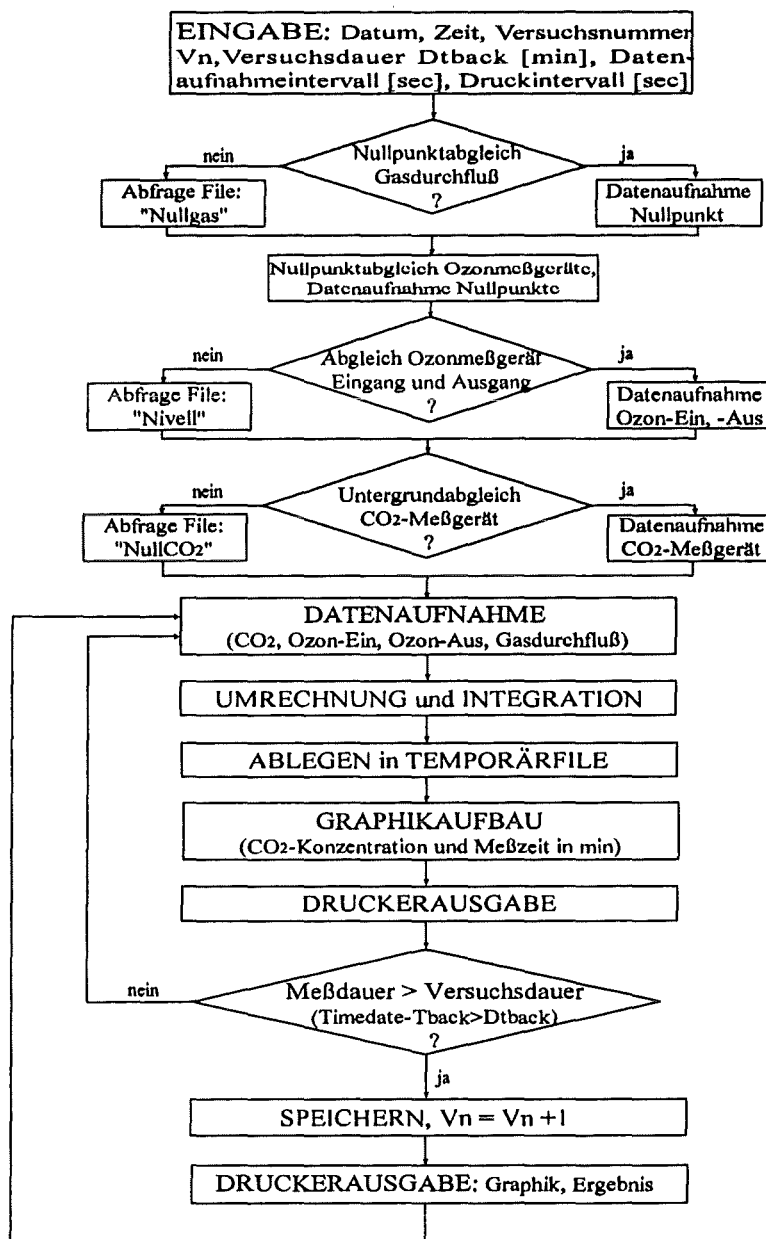 EINGABE: Datum, Zeit, Versuchsnummer
Vn, Versuchsdauer Dtback [min], Daten-
aufnahmeintervall [sec], Druckintervall [sec]
nein
Nullpunktabgleich
Gasdurchfluß
?
ja
Abfrage File:
"Nullgas"
Datenaufnahme
Nullpunkt
Nullpunktabgleich Ozonmeßgeräte,
Datenaufnahme Nullpunkte
nein
Abgleich Ozonmeßgerät
Eingang und Ausgang
?
ja
Abfrage File:
"Nivell"
Datenaufnahme
Ozon-Ein, -Aus
nein
Untergrundabgleich
CO2-Meßgerät
?
ja
Abfrage File:
"NullCO2"
Datenaufnahme
CO2-Meßgerät
DATENAUFNAHME
(CO2, Ozon-Ein, Ozon-Aus, Gasdurchfluß)
UMRECHNUNG und INTEGRATION
ABLEGEN in TEMPORÄRFILE
GRAPHIKAUFBAU
(CO2-Konzentration und Meßzeit in min)
DRUCKERAUSGABE
nein
Meßdauer > Versuchsdauer
(Timedate-Tback>Dtback)
?
ja
SPEICHERN, Vn = Vn +1
DRUCKERAUSGABE: Graphik, Ergebnis